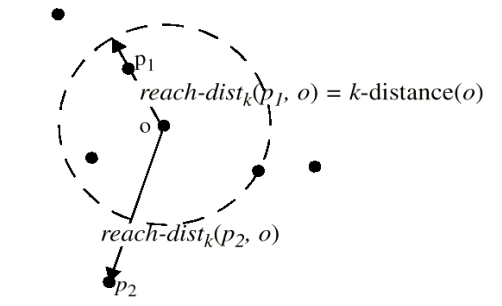 p₁
reach-distₖ(p₁, o) = k-distance(o)
o
reach-distₖ(p₂, o)
p₂